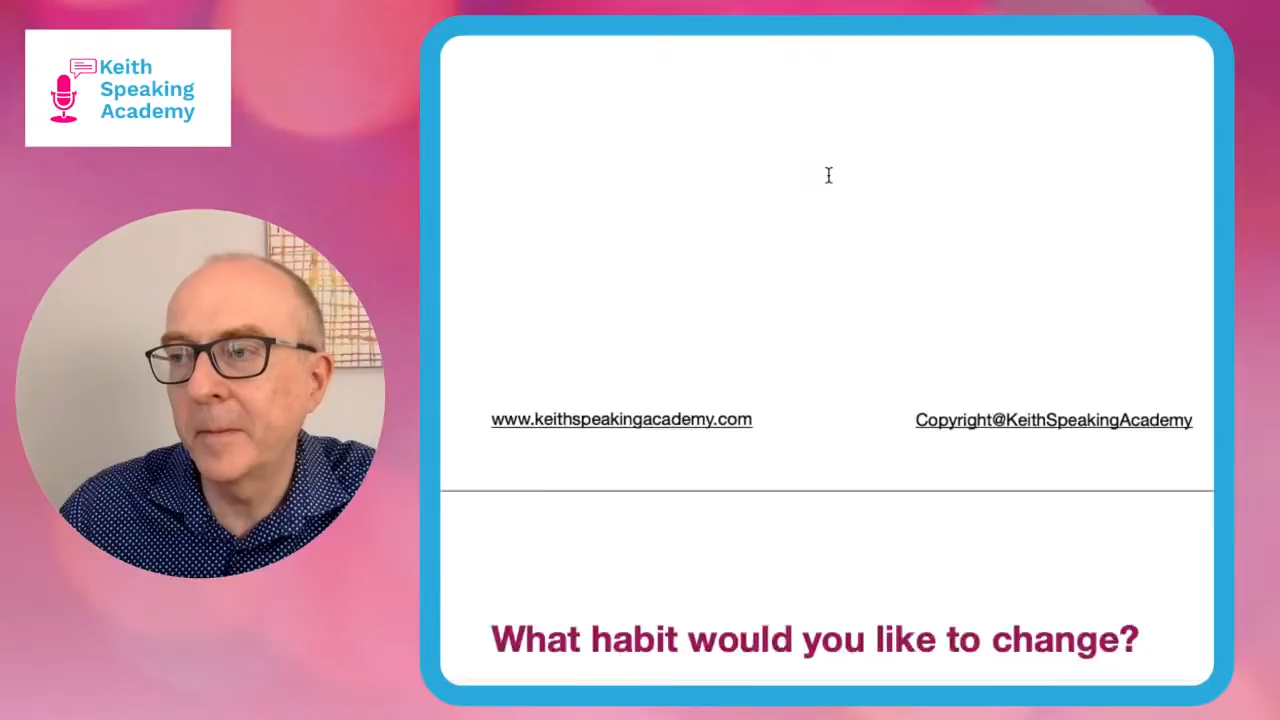 Keith
Speaking
Academy
www.keithspeakingacademy.com
Copyright@KeithSpeakingAcademy
What habit would you like to change?